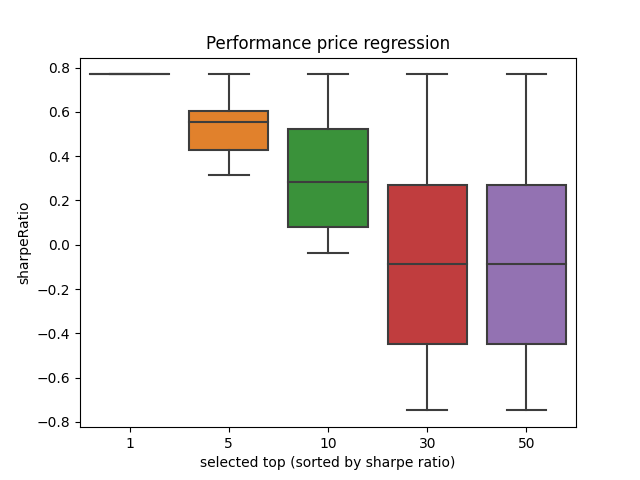 Performance price regression
sharpeRatio
0.8
0.6
0.4
0.2
0.0
−0.2
−0.4
−0.6
−0.8
1 5 10 30 50
selected top (sorted by sharpe ratio)